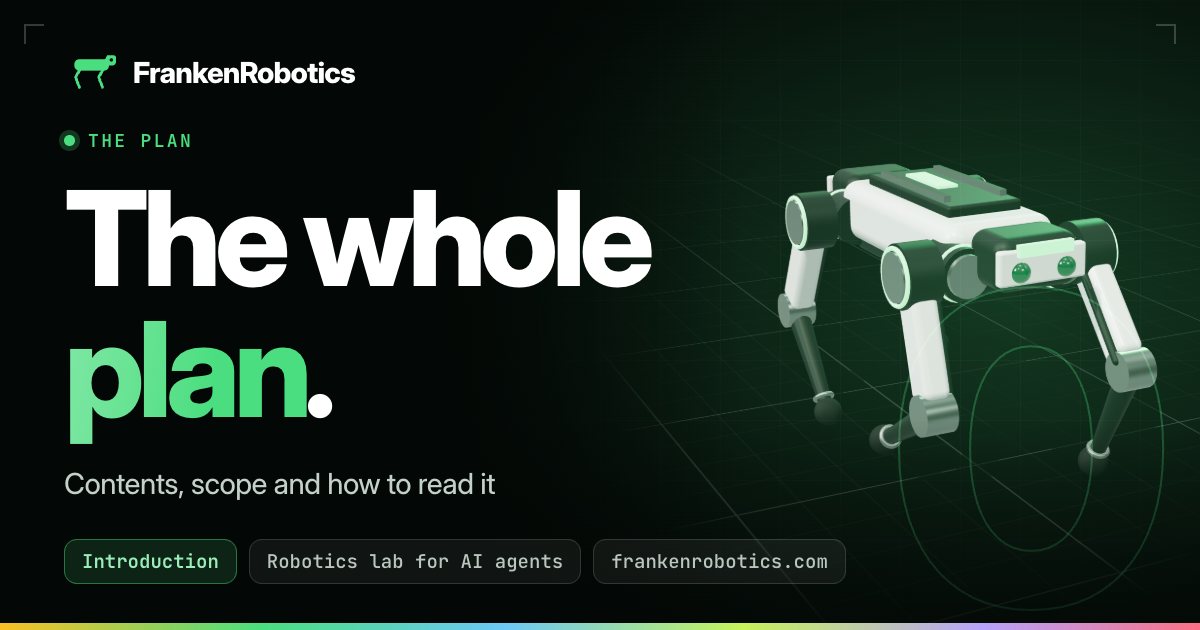 FrankenRobotics
THE PLAN
The whole
plan.
Contents, scope and how to read it
Introduction
Robotics lab for AI agents
frankenrobotics.com